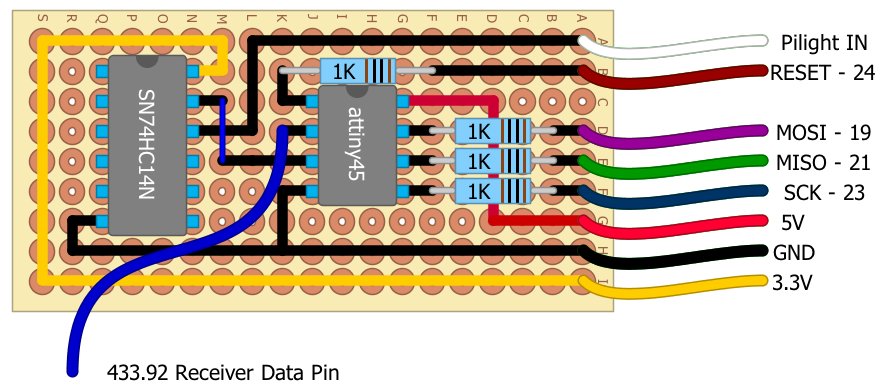 S R Q P O N M L K J I H G F E D C B A
A
Pilight IN
1K
B
RESET - 24
SN74HC14N
attiny45
C
1K
D
MOSI - 19
1K
E
MISO - 21
1K
F
SCK - 23
G
5V
H
GND
I
3.3V
433.92 Receiver Data Pin